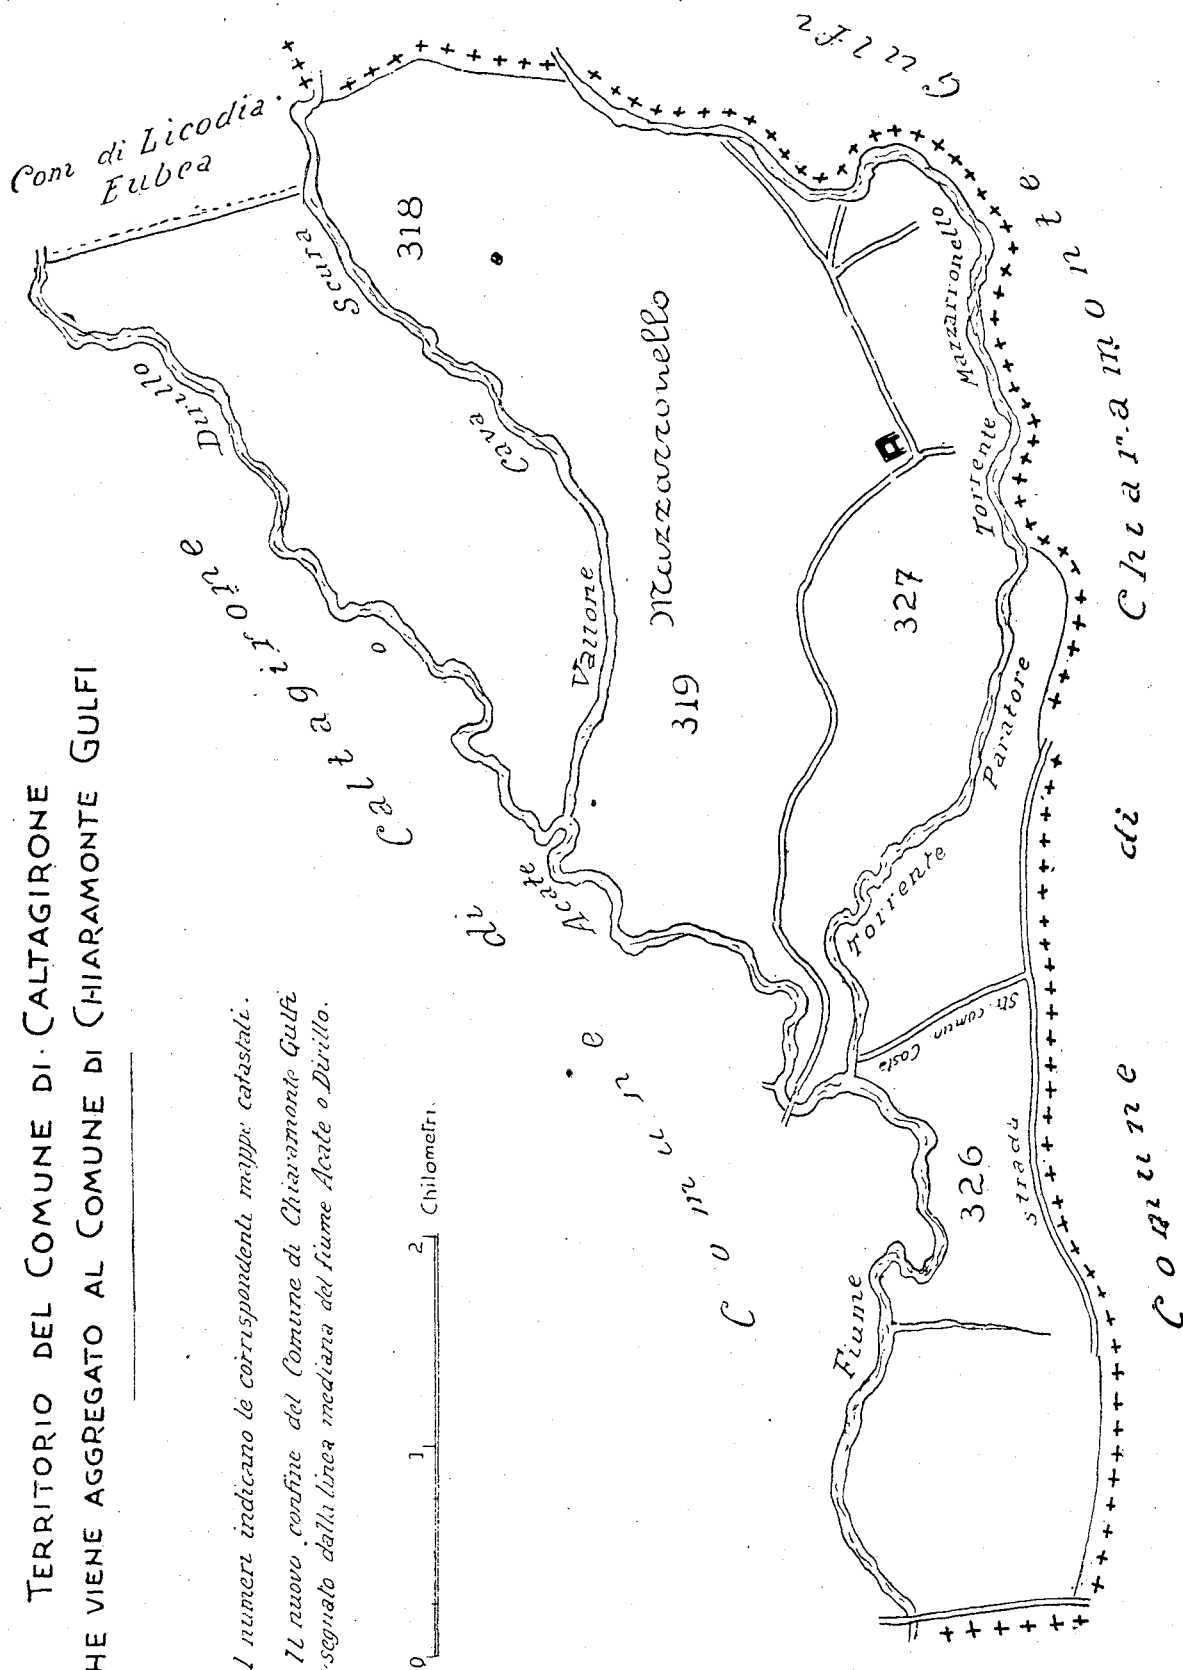 TERRITORIO DEL COMUNE DI CALTAGIRONE
HE VIENE AGGREGATO AL COMUNE DI CHIARAMONTE GULFI
I numeri indicano le corrispondenti mappe catastali.
Il nuovo confine del Comune di Chiaramonte Gulfi
segnato dalla linea mediana del fiume Acate o Dirillo.
0 1 2 Chilometri
Com di Licodia
Eubea
Comune di Caltagirone
Fiume Acate Dirillo
Vallone Cava Scura
318
Mazzarronello
319
327
Torrente Mazzarronello
Torrente Paratore
Str. comun. Costa
326
Strada
Comune di Chiaramonte Gulfi